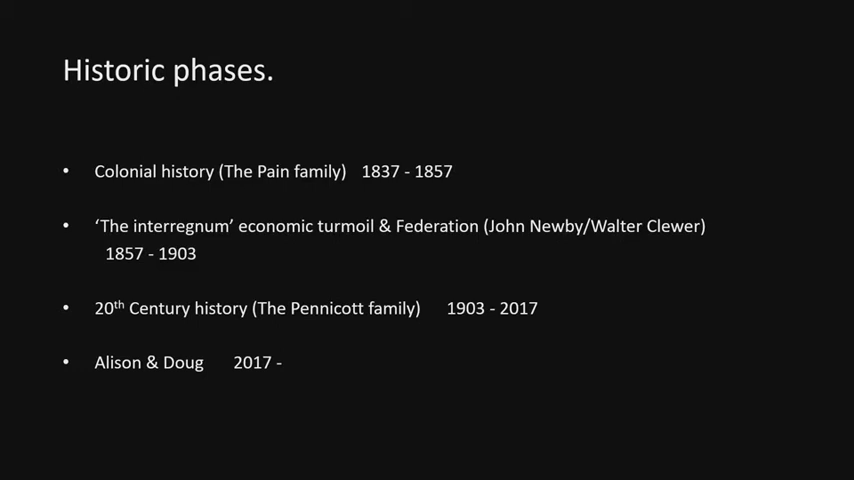 Historic phases.
• Colonial history (The Pain family) 1837 - 1857
• ‘The interregnum’ economic turmoil & Federation (John Newby/Walter Clewer)
1857 - 1903
• 20th Century history (The Pennicott family) 1903 - 2017
• Alison & Doug 2017 -